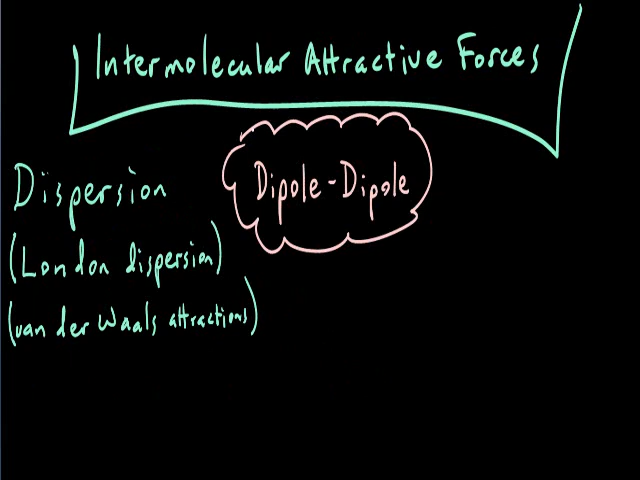 Intermolecular Attractive Forces
Dipole-Dipole
Dispersion
(London dispersion)
(van der Waals attractions)